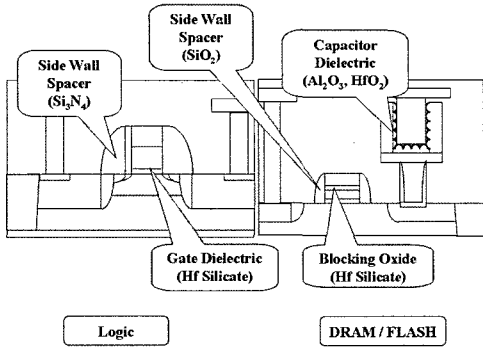 Side Wall
Spacer
(Si₃N₄)
Side Wall
Spacer
(SiO₂)
Capacitor
Dielectric
(Al₂O₃, HfO₂)
Gate Dielectric
(Hf Silicate)
Blocking Oxide
(Hf Silicate)
Logic
DRAM / FLASH